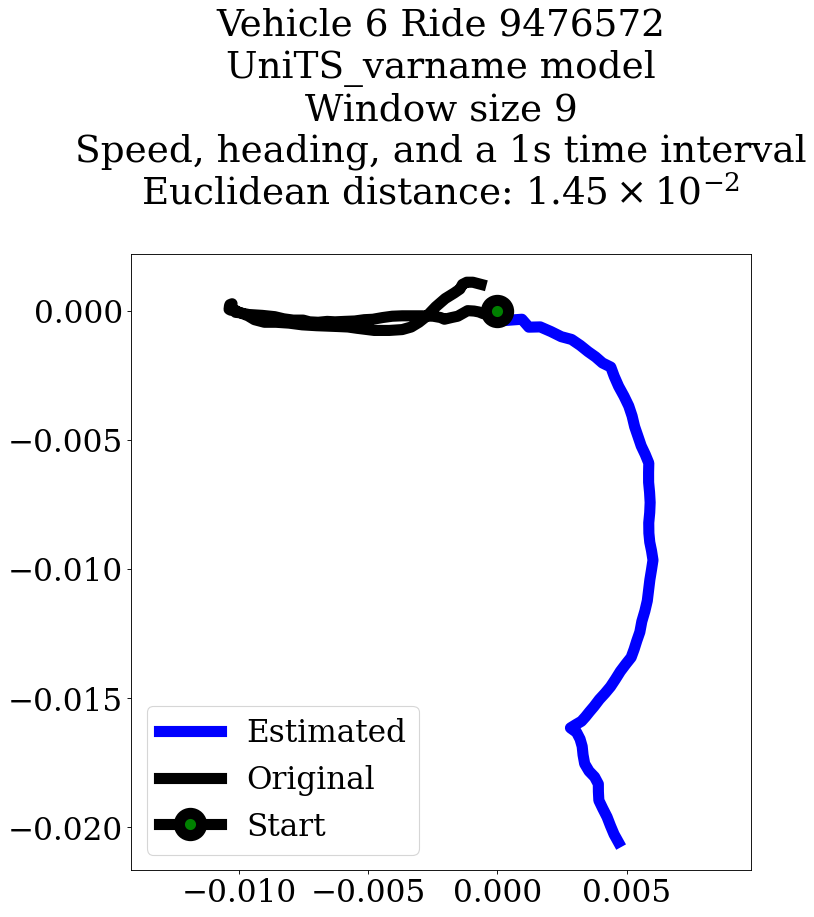 Vehicle 6 Ride 9476572
UniTS_varname model
Window size 9
Speed, heading, and a 1s time interval
Euclidean distance: 1.45 × 10⁻²
0.000
−0.005
−0.010
−0.015
−0.020
Estimated
Original
Start
−0.010 −0.005 0.000 0.005